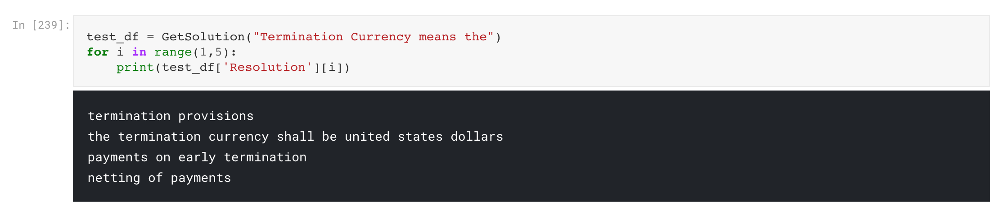 In [239]:
test_df = GetSolution("Termination Currency means the")
for i in range(1,5):
    print(test_df['Resolution'][i])
termination provisions
the termination currency shall be united states dollars
payments on early termination
netting of payments